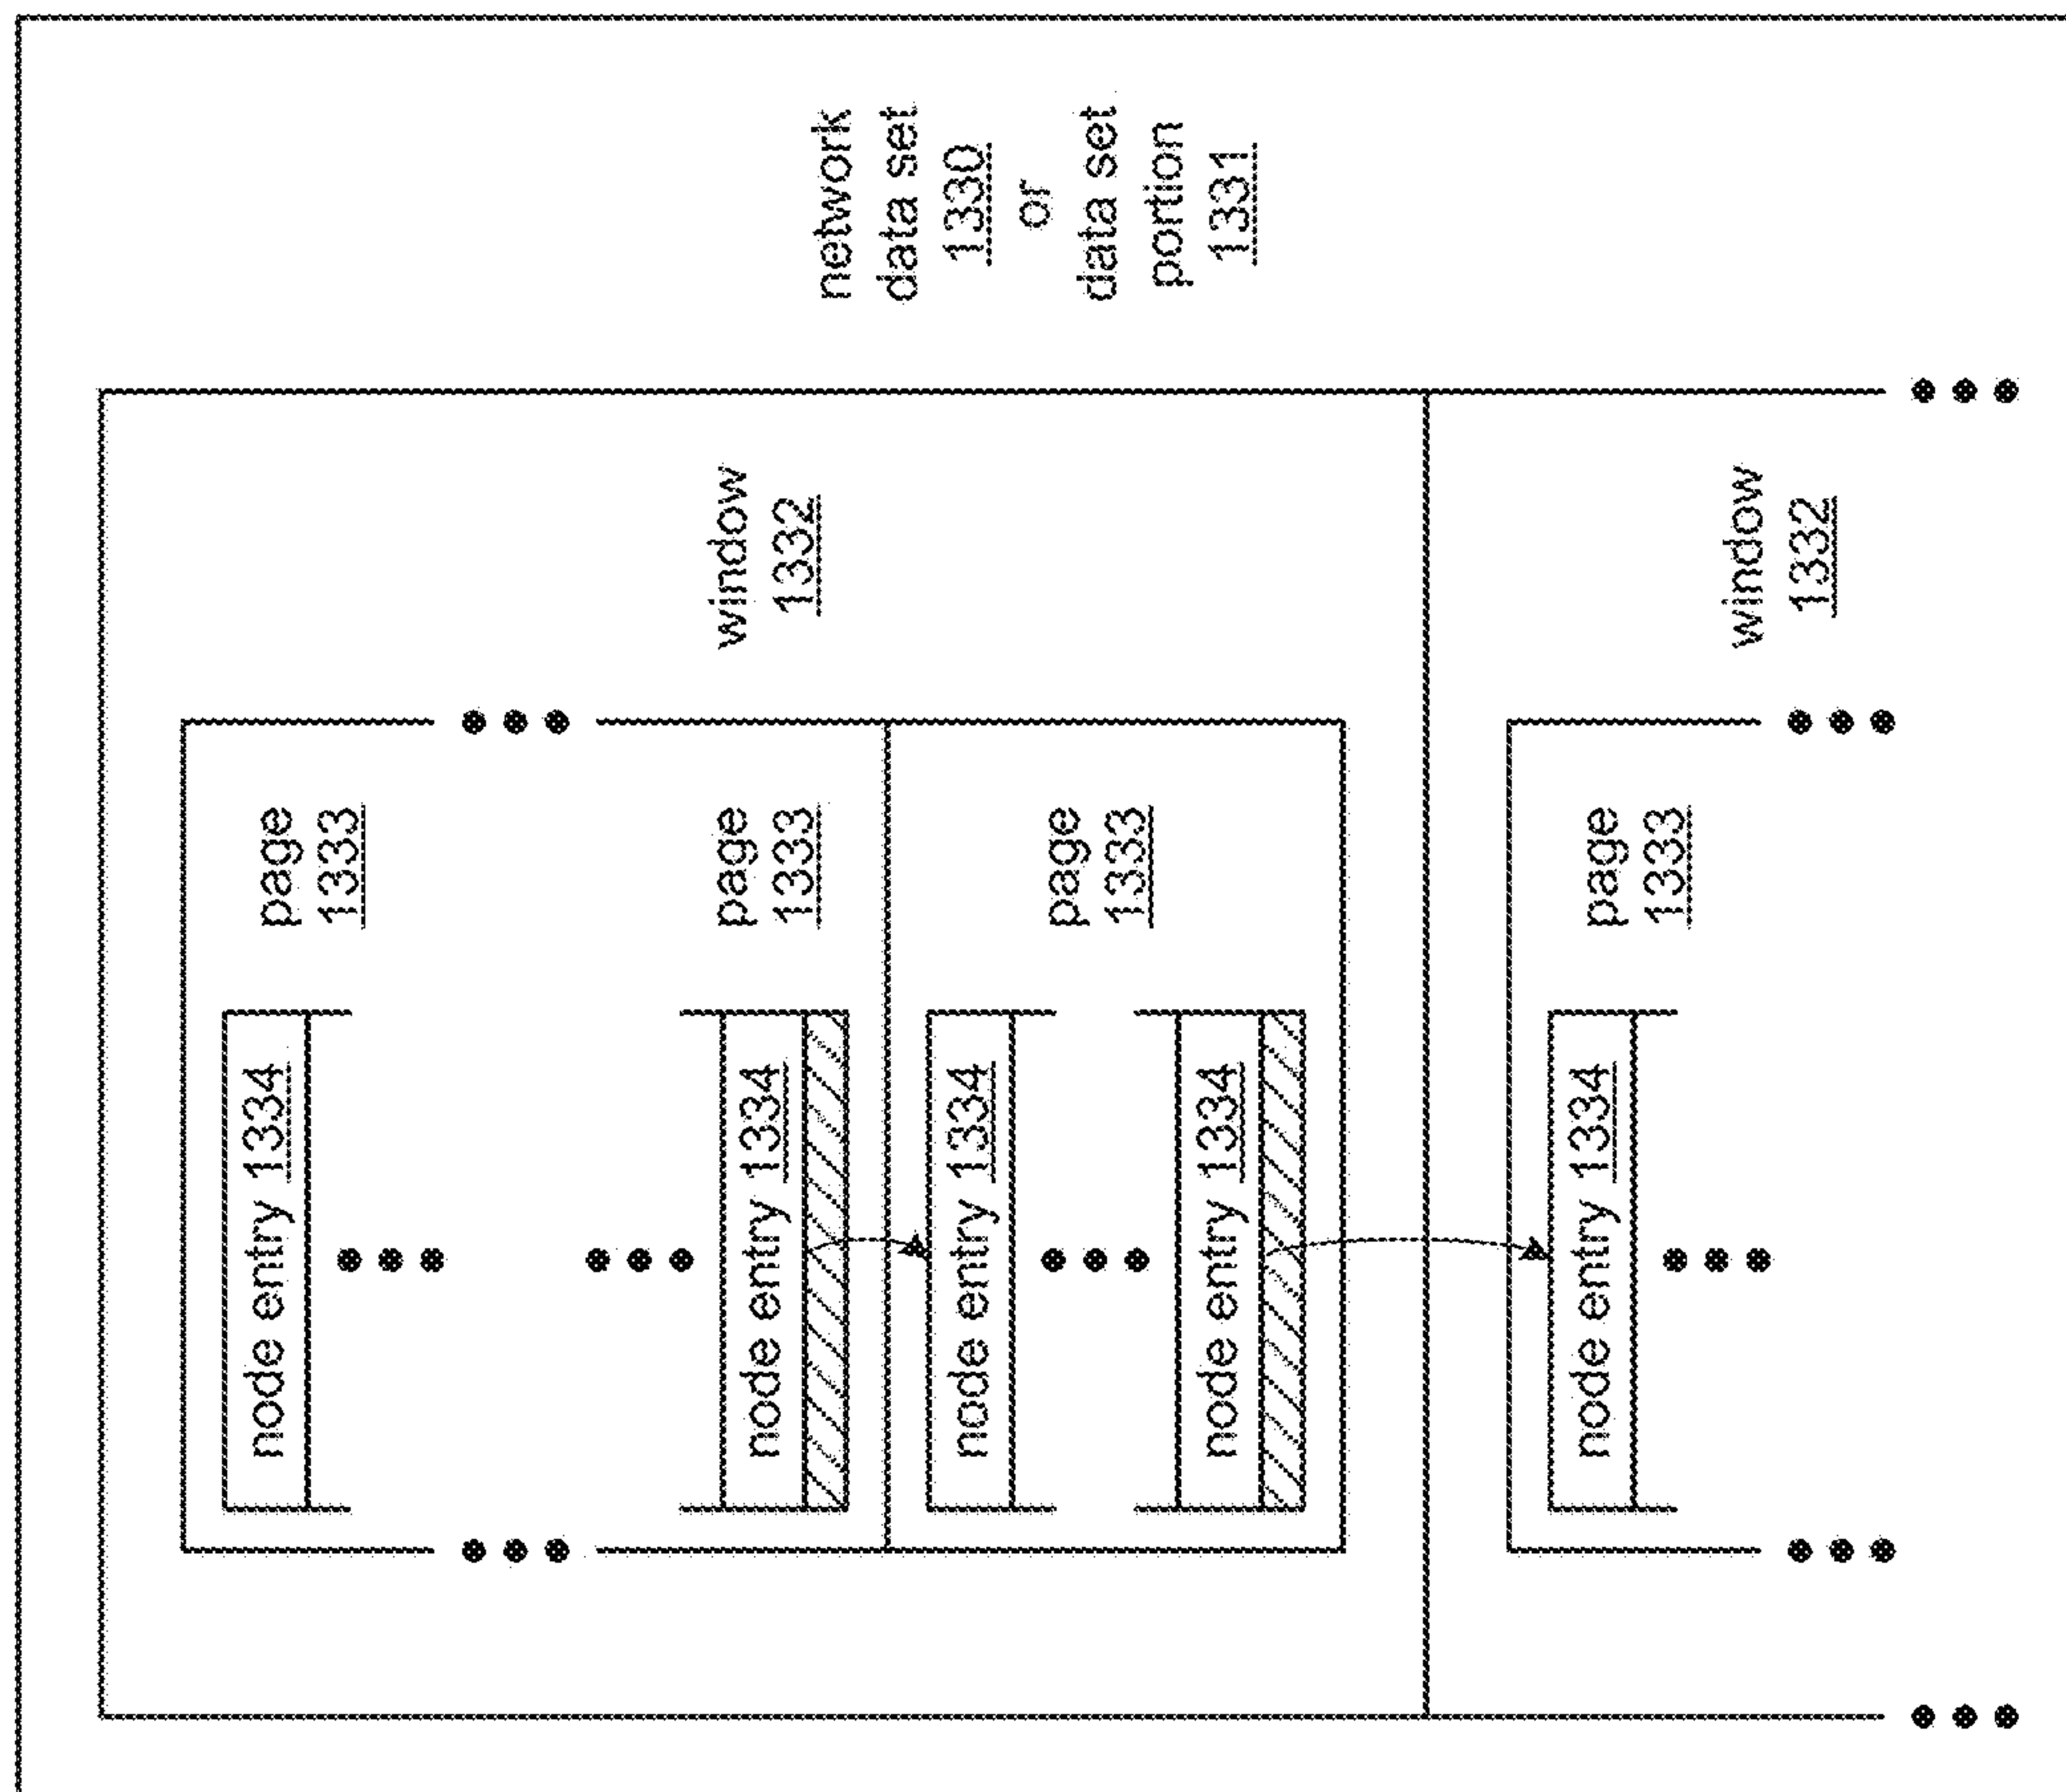 node entry 1334
page
1333
node entry 1334
page
1333
node entry 1334
page
1333
node entry 1334
window
1332
network
data set
1330
or
data set
portion
1331
node entry 1334
page
1333
window
1332